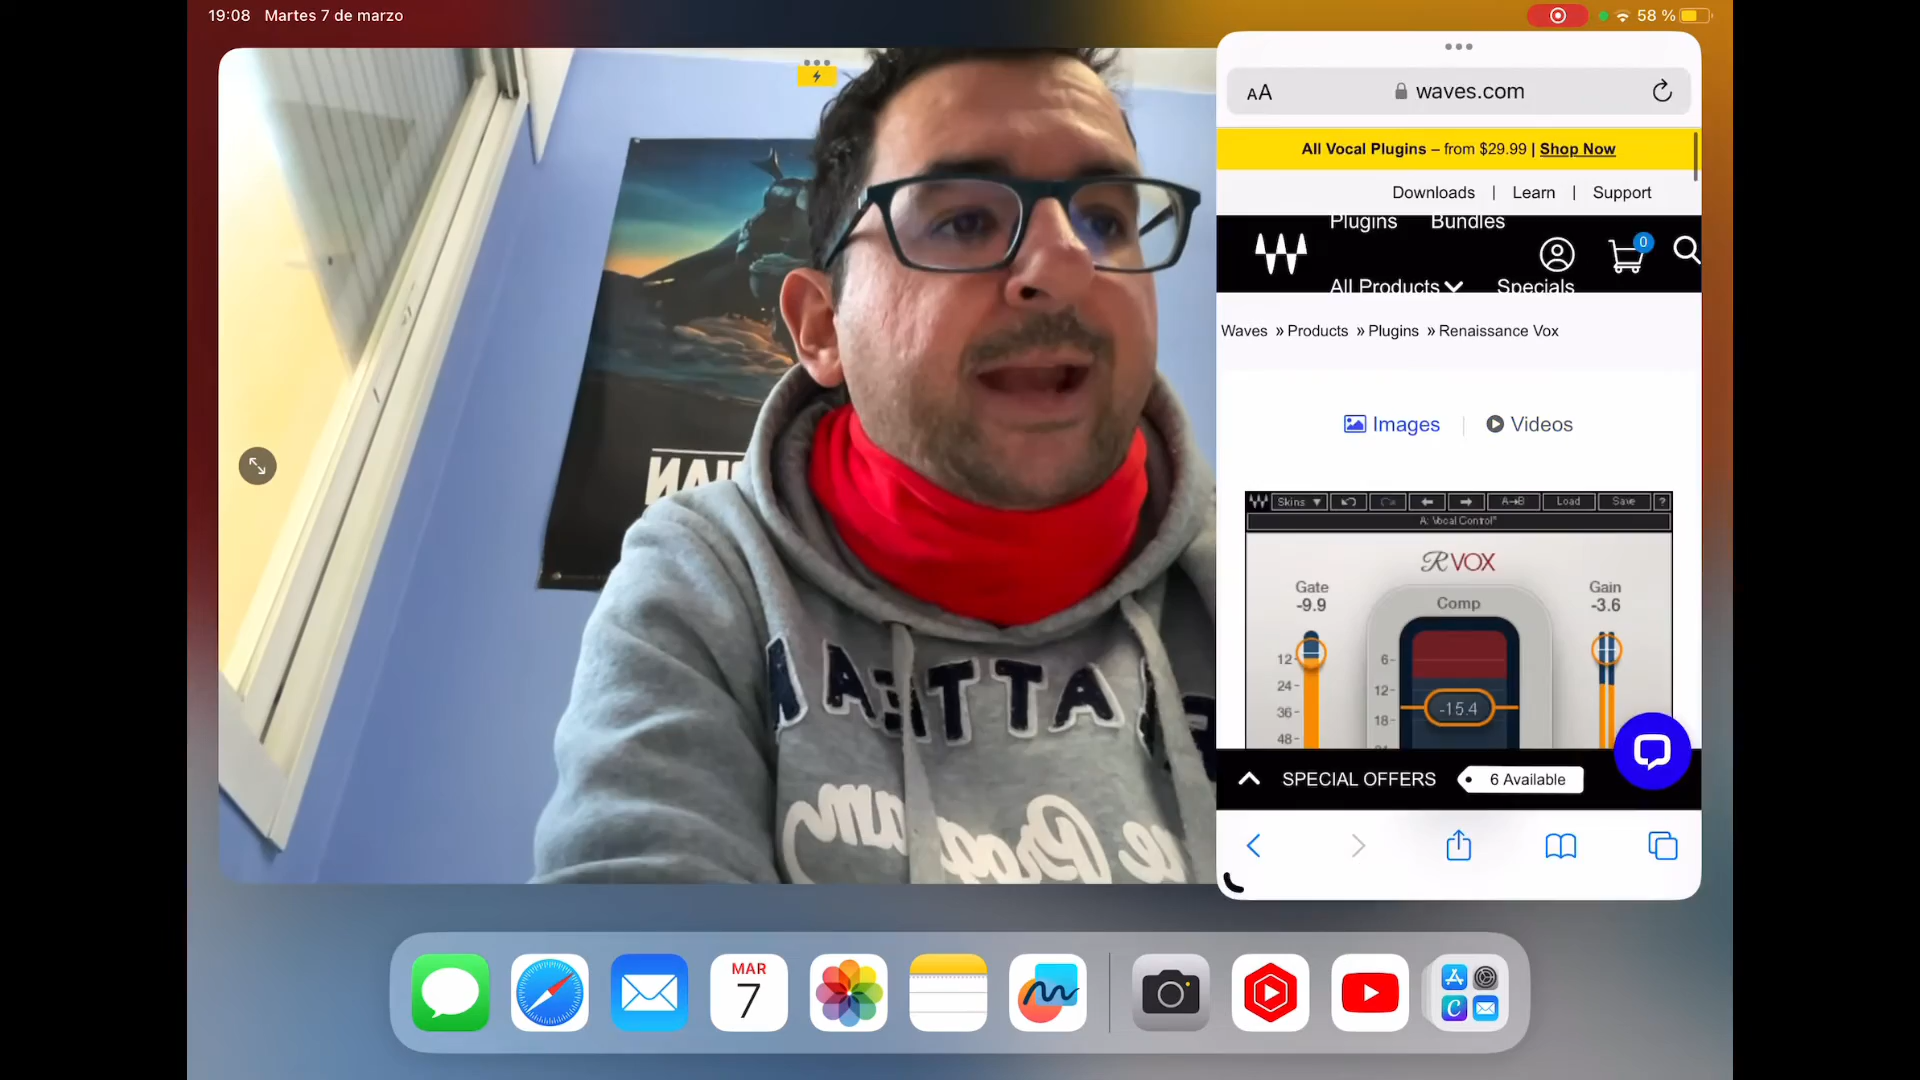 19:08 Martes 7 de marzo
58 %
AA waves.com
All Vocal Plugins – from $29.99 | Shop Now
Downloads | Learn | Support
Plugins Bundles
0
All Products Specials
Waves » Products » Plugins » Renaissance Vox
Images | Videos
Skins A→B Load Save ?
A: Vocal Control*
RVOX
Gate
-9.9
Comp
Gain
-3.6
12-
24-
36-
48-
6-
12-
18-
-15.4
SPECIAL OFFERS 6 Available
MAR
7